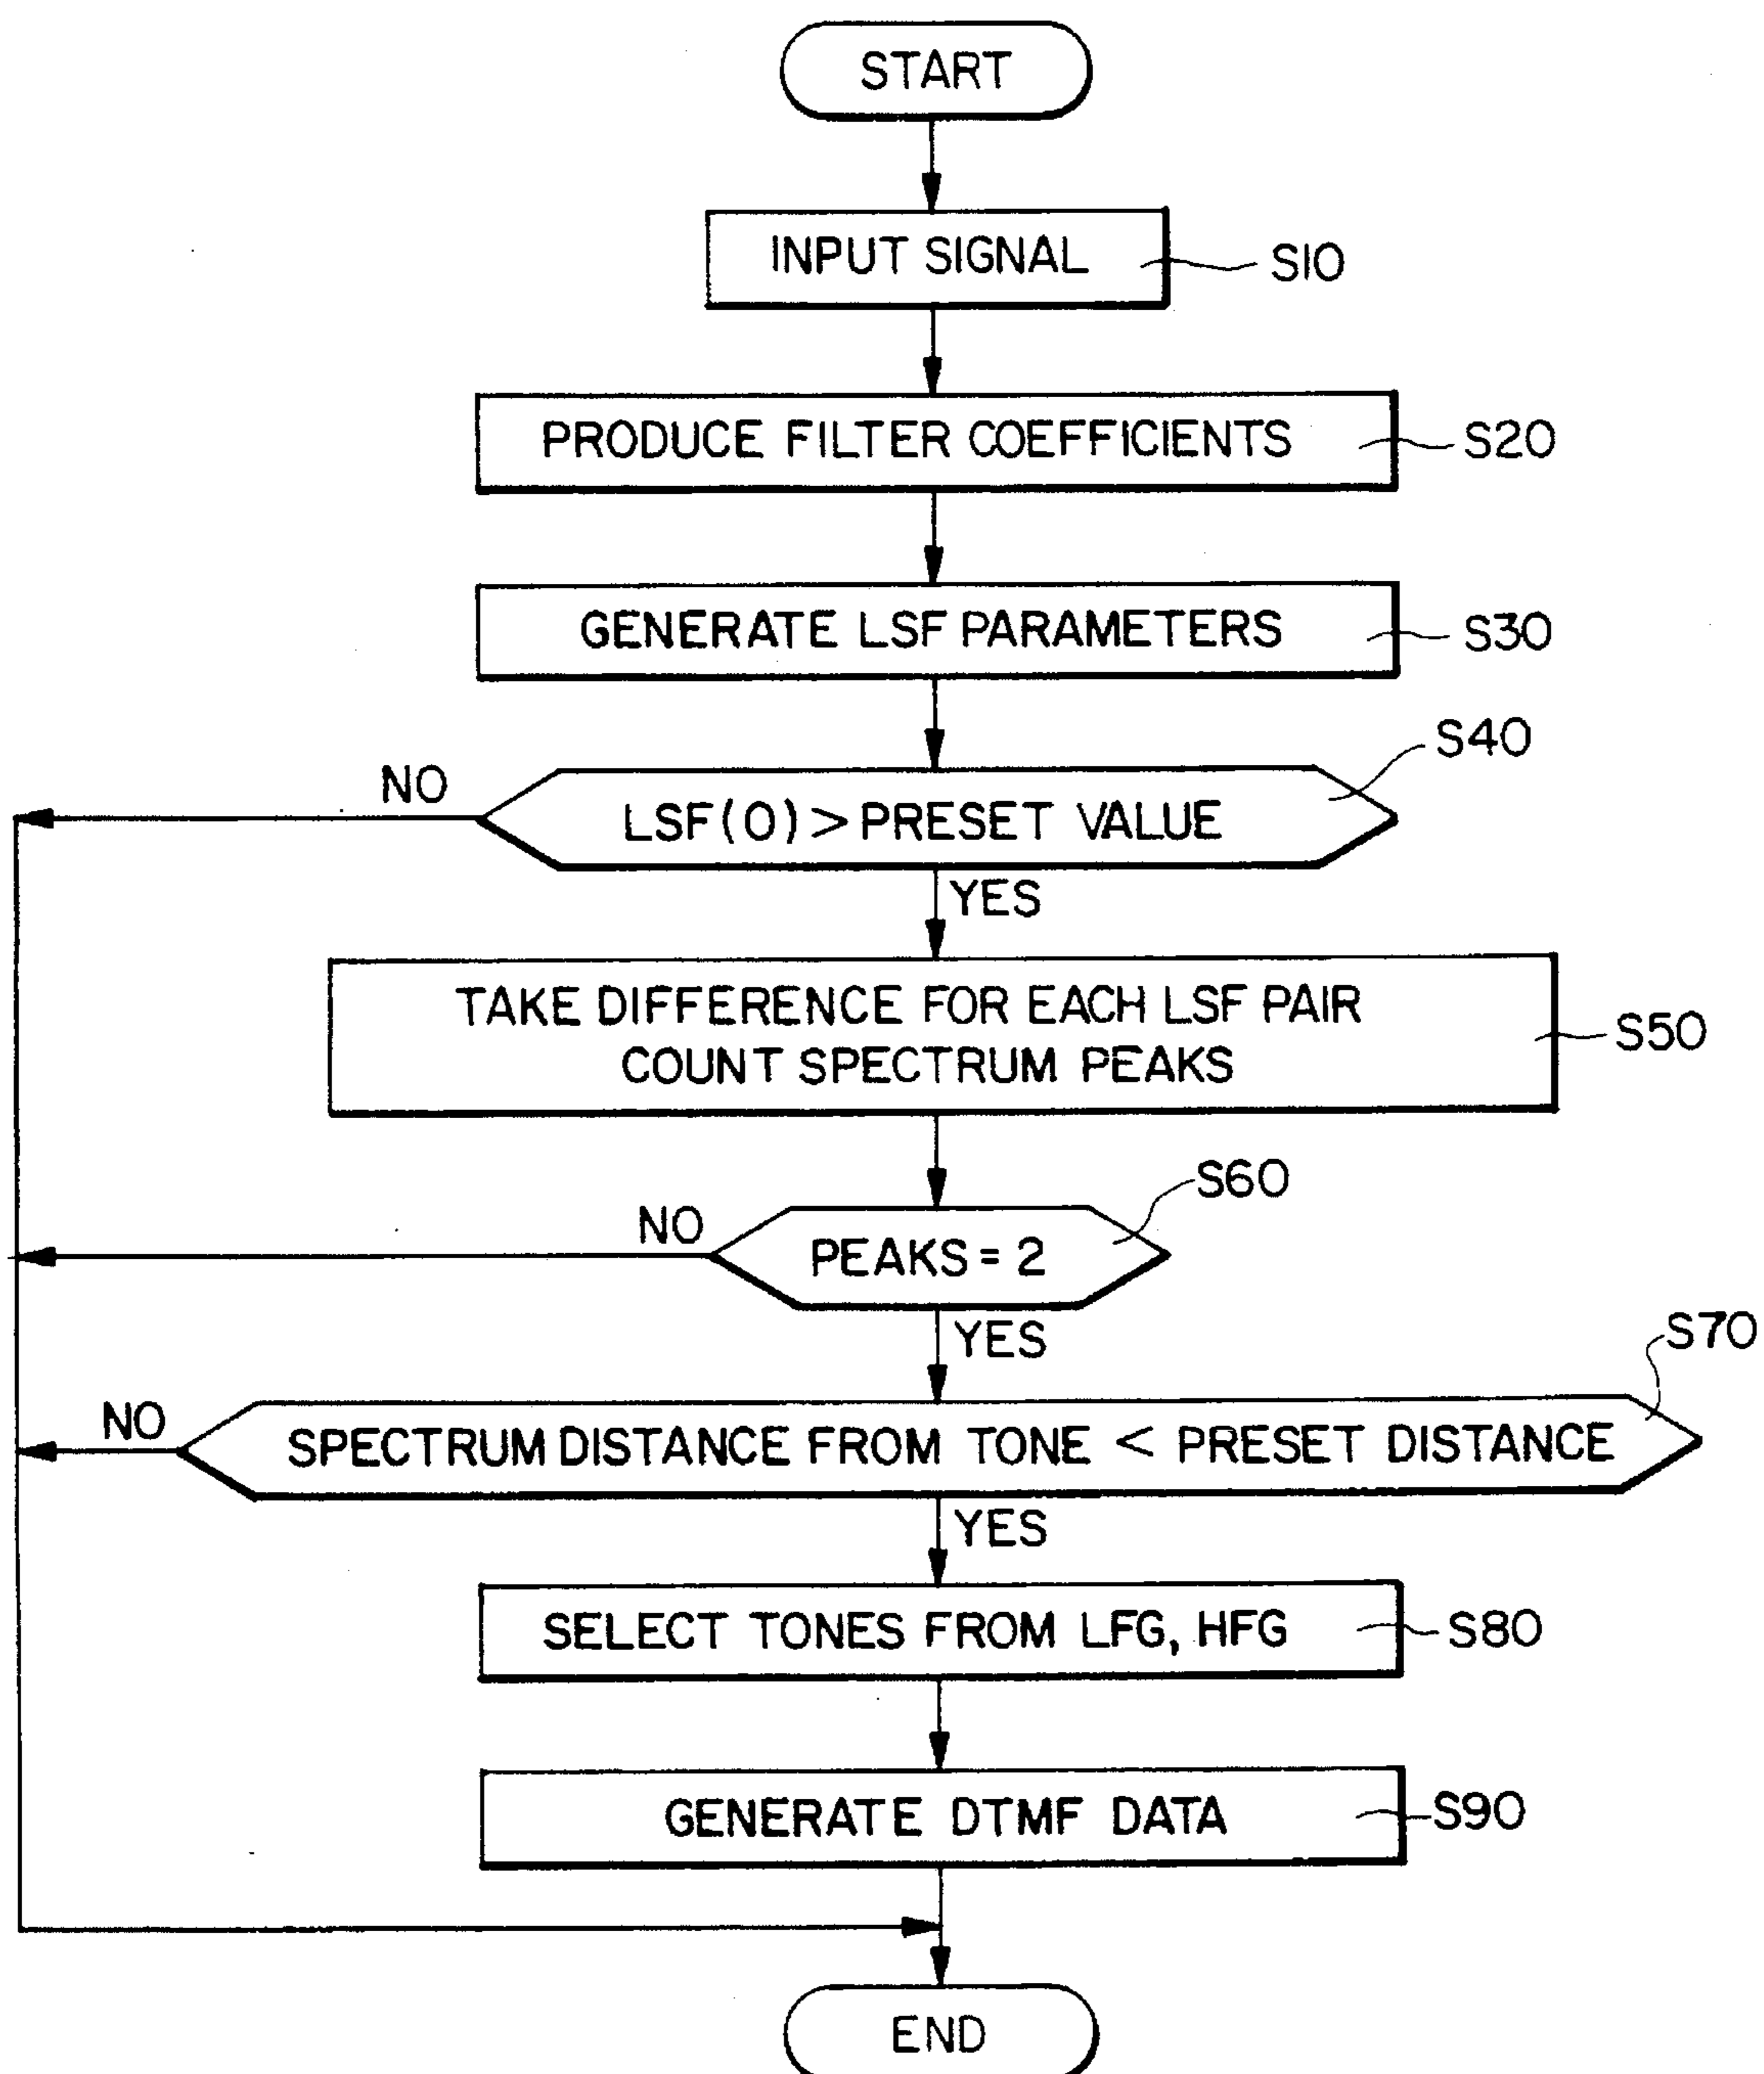 START
INPUT SIGNAL
S10
PRODUCE FILTER COEFFICIENTS
S20
GENERATE LSF PARAMETERS
S30
S40
NO
LSF(0) > PRESET VALUE
YES
TAKE DIFFERENCE FOR EACH LSF PAIR
COUNT SPECTRUM PEAKS
S50
S60
NO
PEAKS = 2
YES
S70
NO
SPECTRUM DISTANCE FROM TONE < PRESET DISTANCE
YES
SELECT TONES FROM LFG, HFG
S80
GENERATE DTMF DATA
S90
END